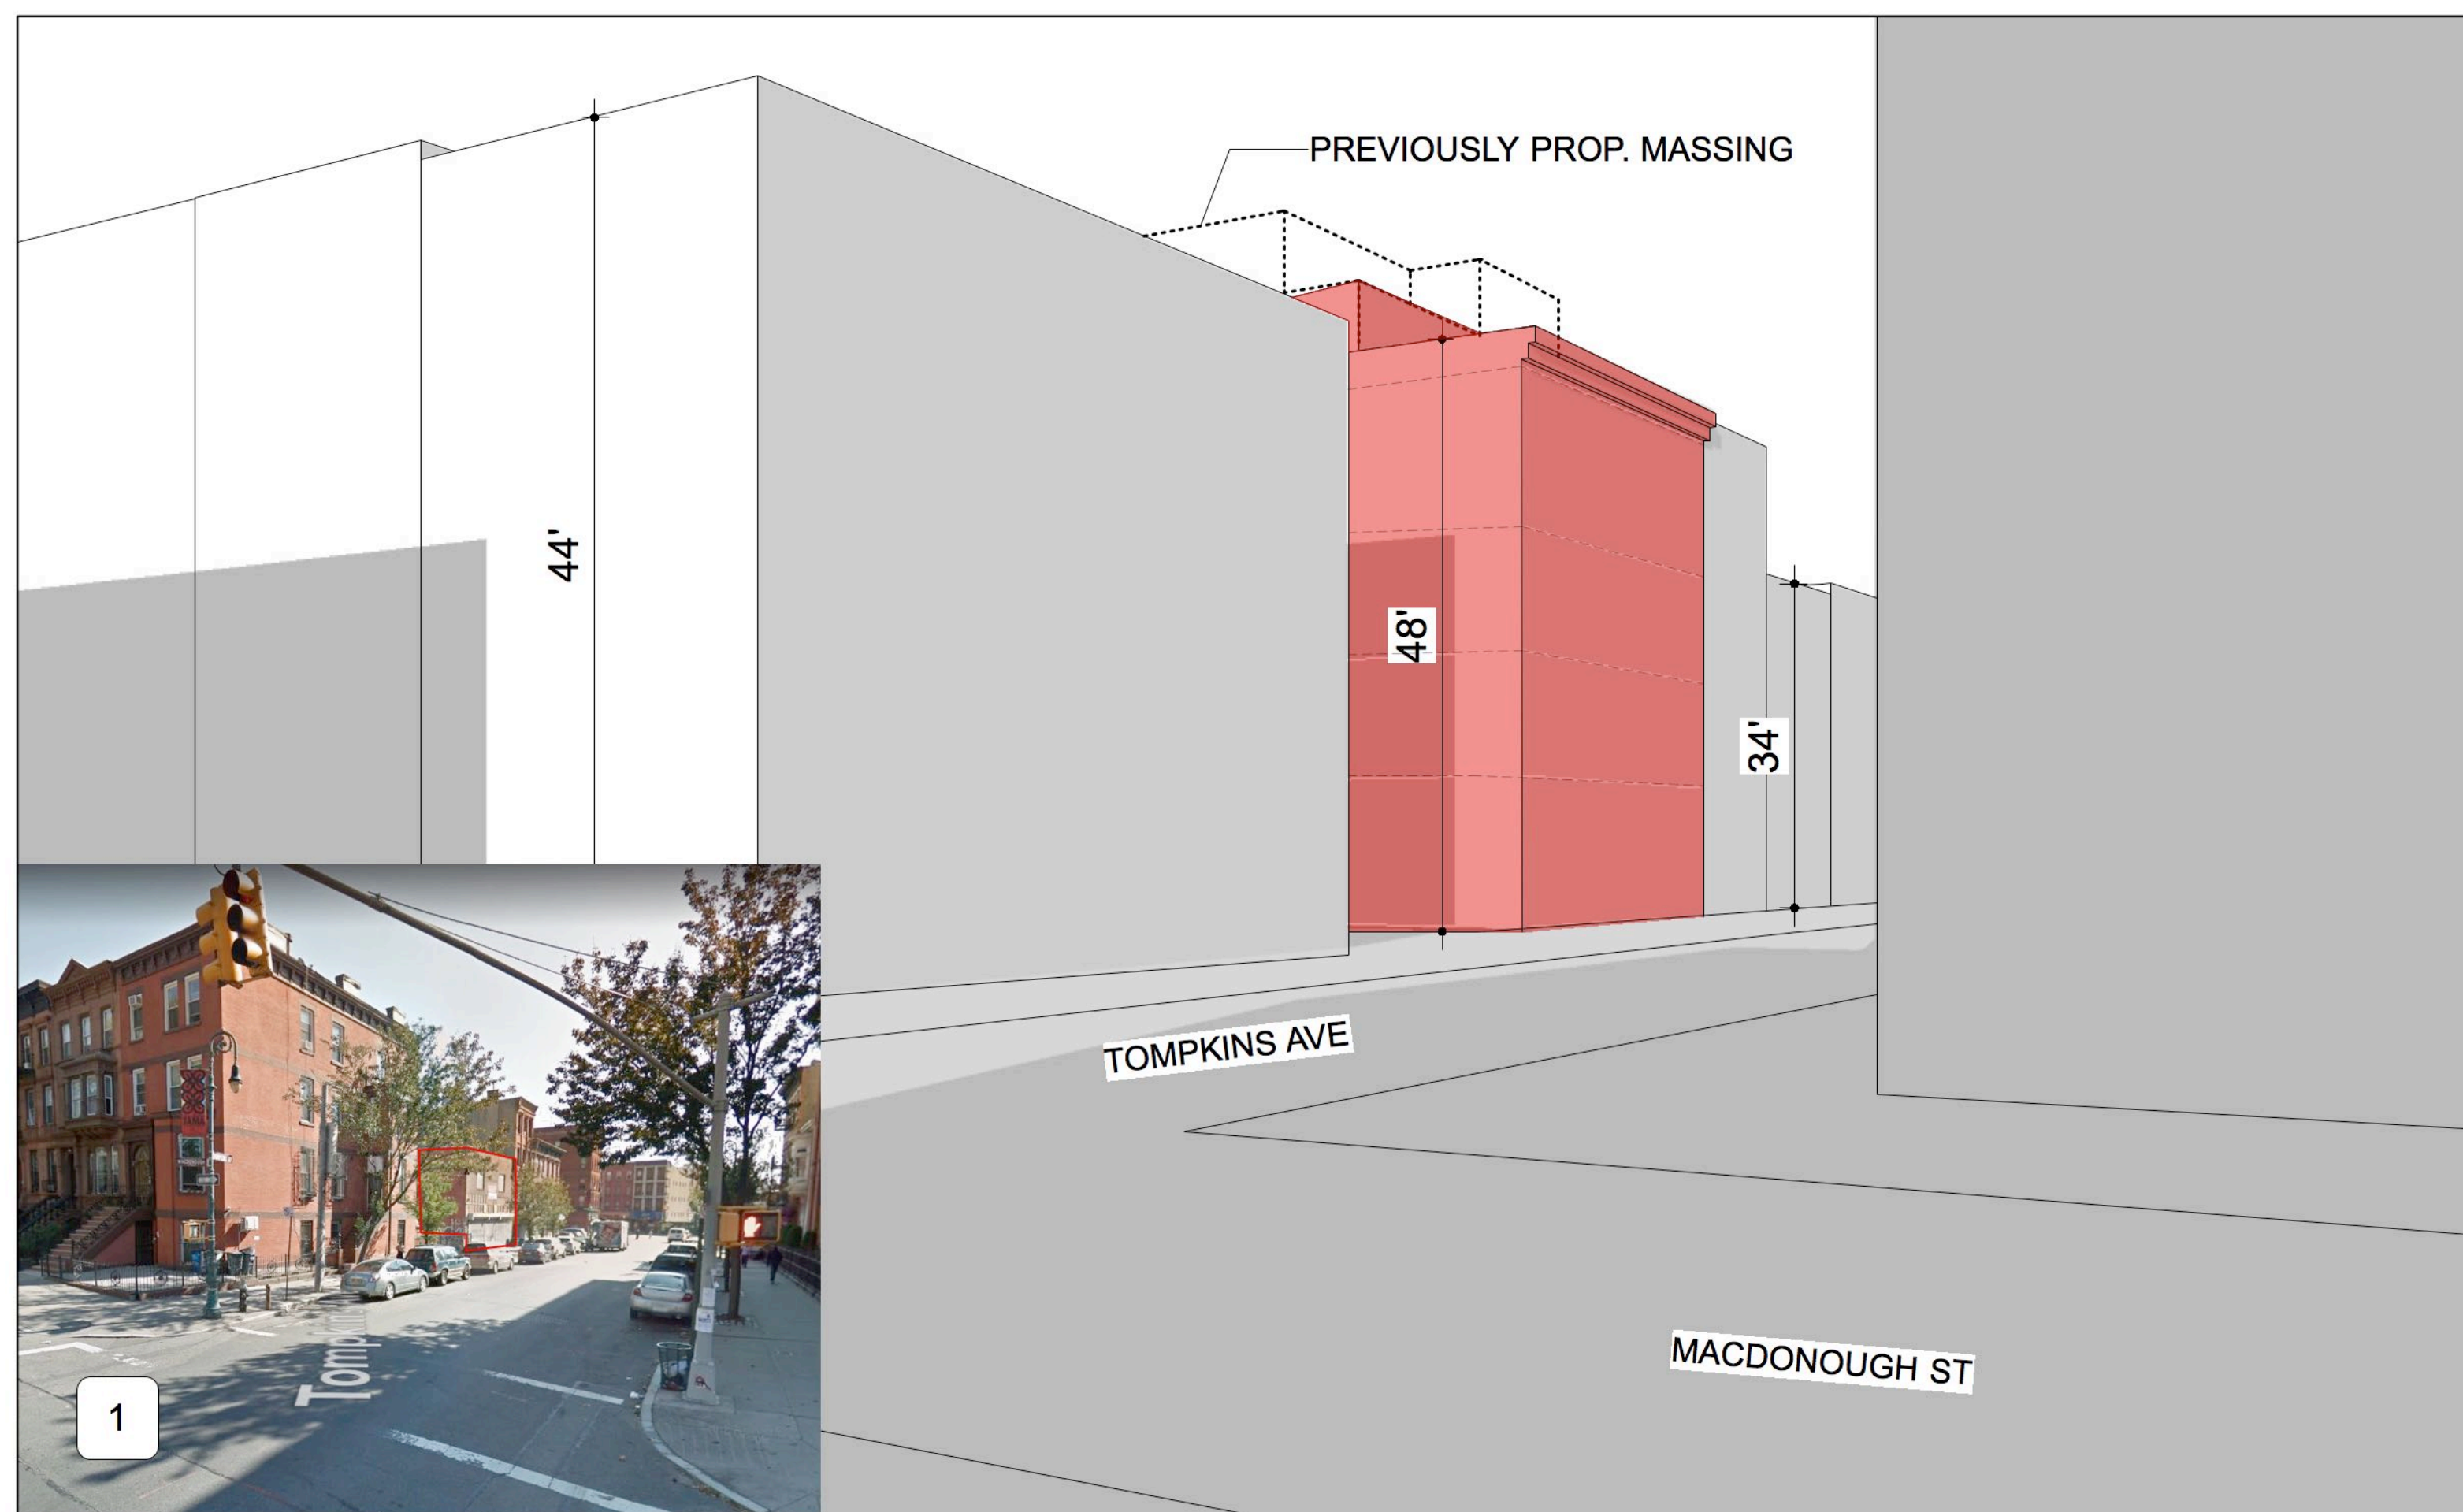 PREVIOUSLY PROP. MASSING
44'
48'
34'
TOMPKINS AVE
MACDONOUGH ST
1